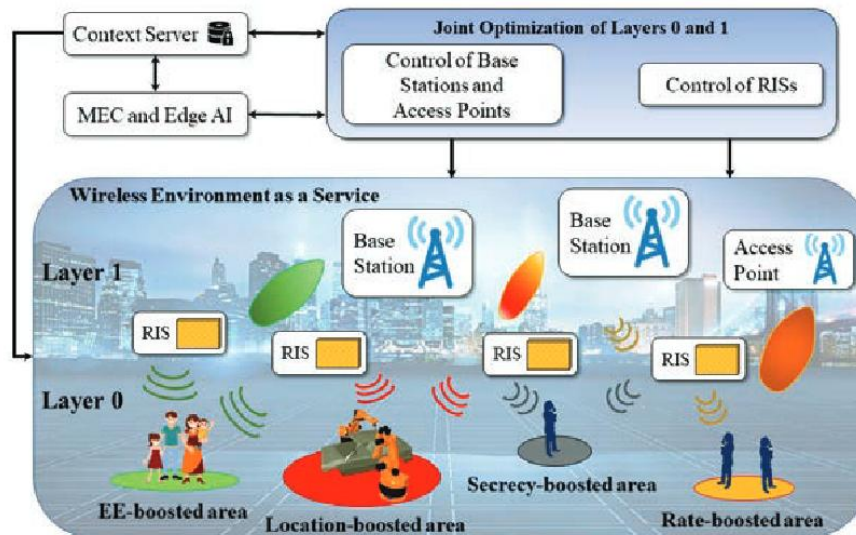 Context Server
MEC and Edge AI
Joint Optimization of Layers 0 and 1
Control of Base
Stations and
Access Points
Control of RISs
Wireless Environment as a Service
Layer 1
Base
Station
Base
Station
Access
Point
RIS
RIS
RIS
RIS
Layer 0
EE-boosted area
Location-boosted area
Secrecy-boosted area
Rate-boosted area